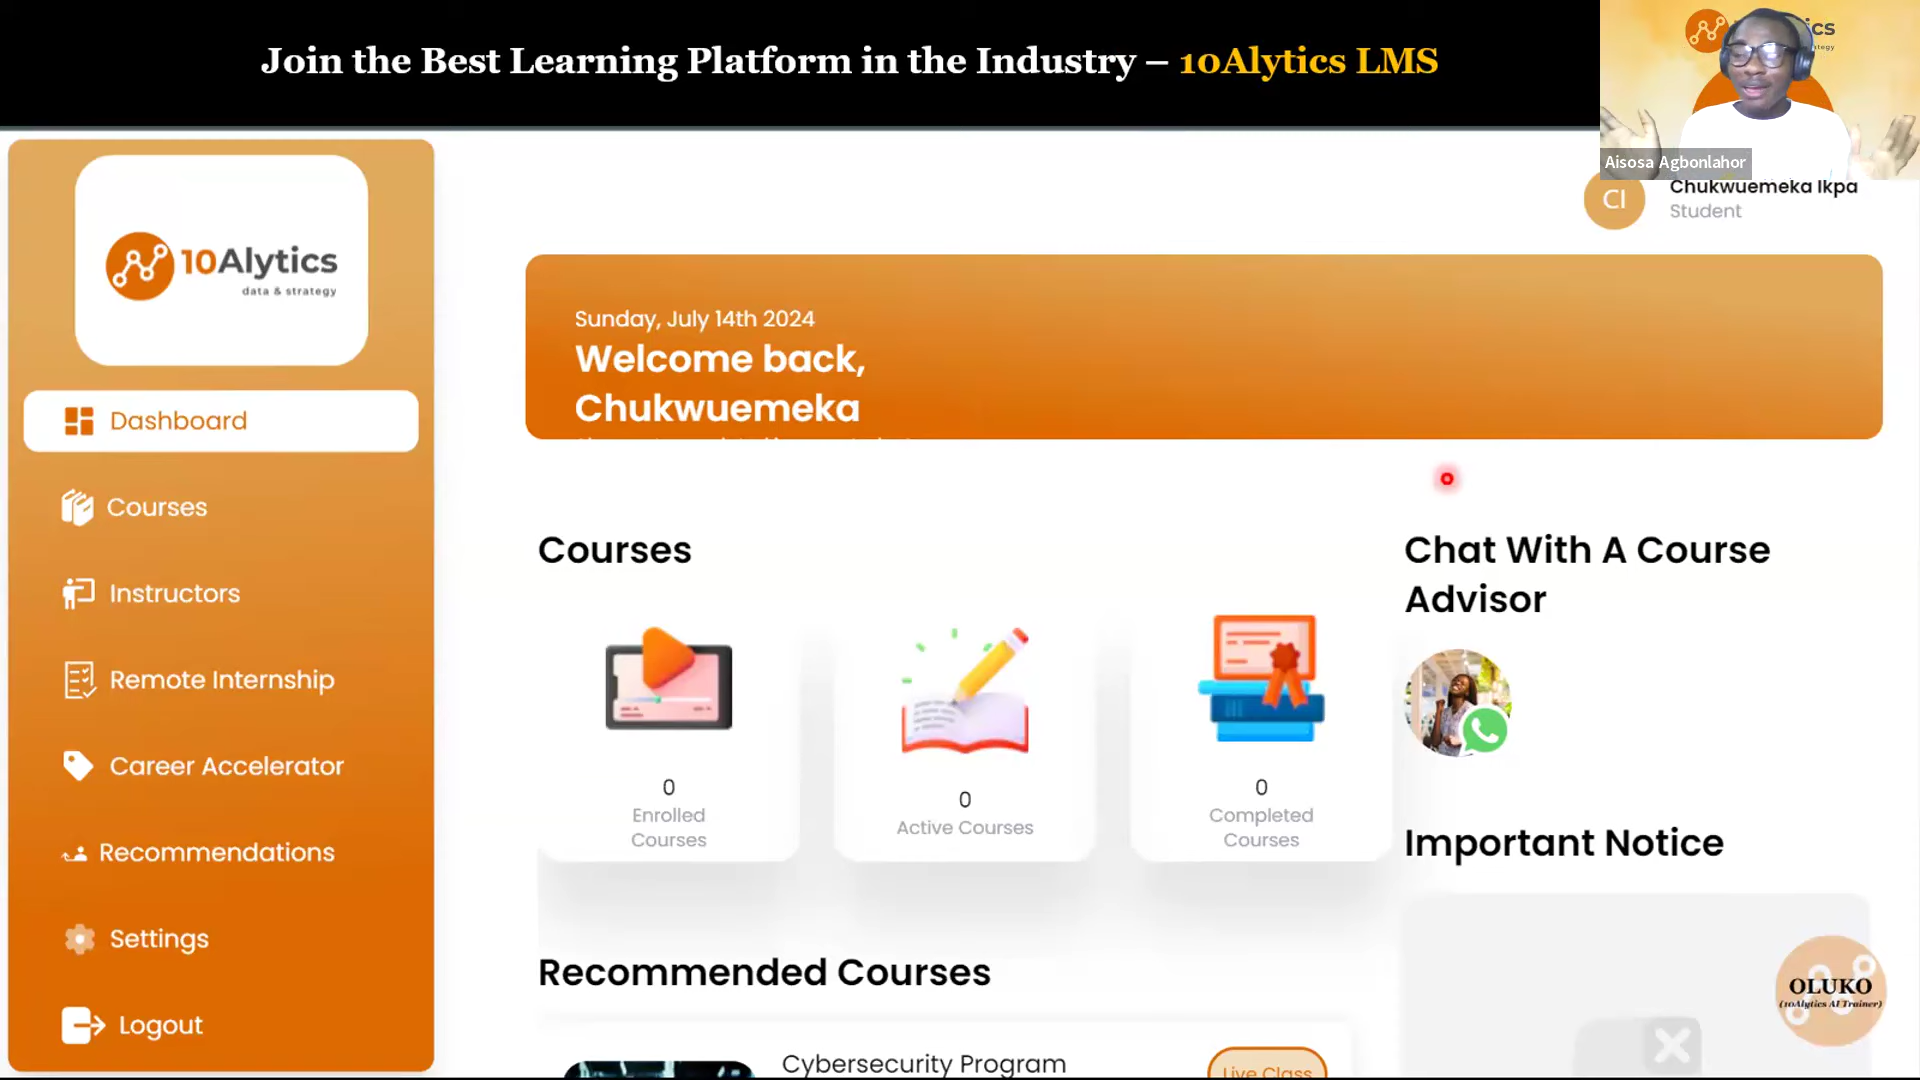 Join the Best Learning Platform in the Industry – 10Alytics LMS
Aisosa Agbonlahor
Chukwuemeka Ikpa
CI
Student
10Alytics
data & strategy
Dashboard
Courses
Instructors
Remote Internship
Career Accelerator
Recommendations
Settings
Logout
Sunday, July 14th 2024
Welcome back,
Chukwuemeka
Courses
0
Enrolled
Courses
0
Active Courses
0
Completed
Courses
Chat With A Course
Advisor
Important Notice
Recommended Courses
Cybersecurity Program
Live Class
OLUKO
(10Alytics AI Trainer)